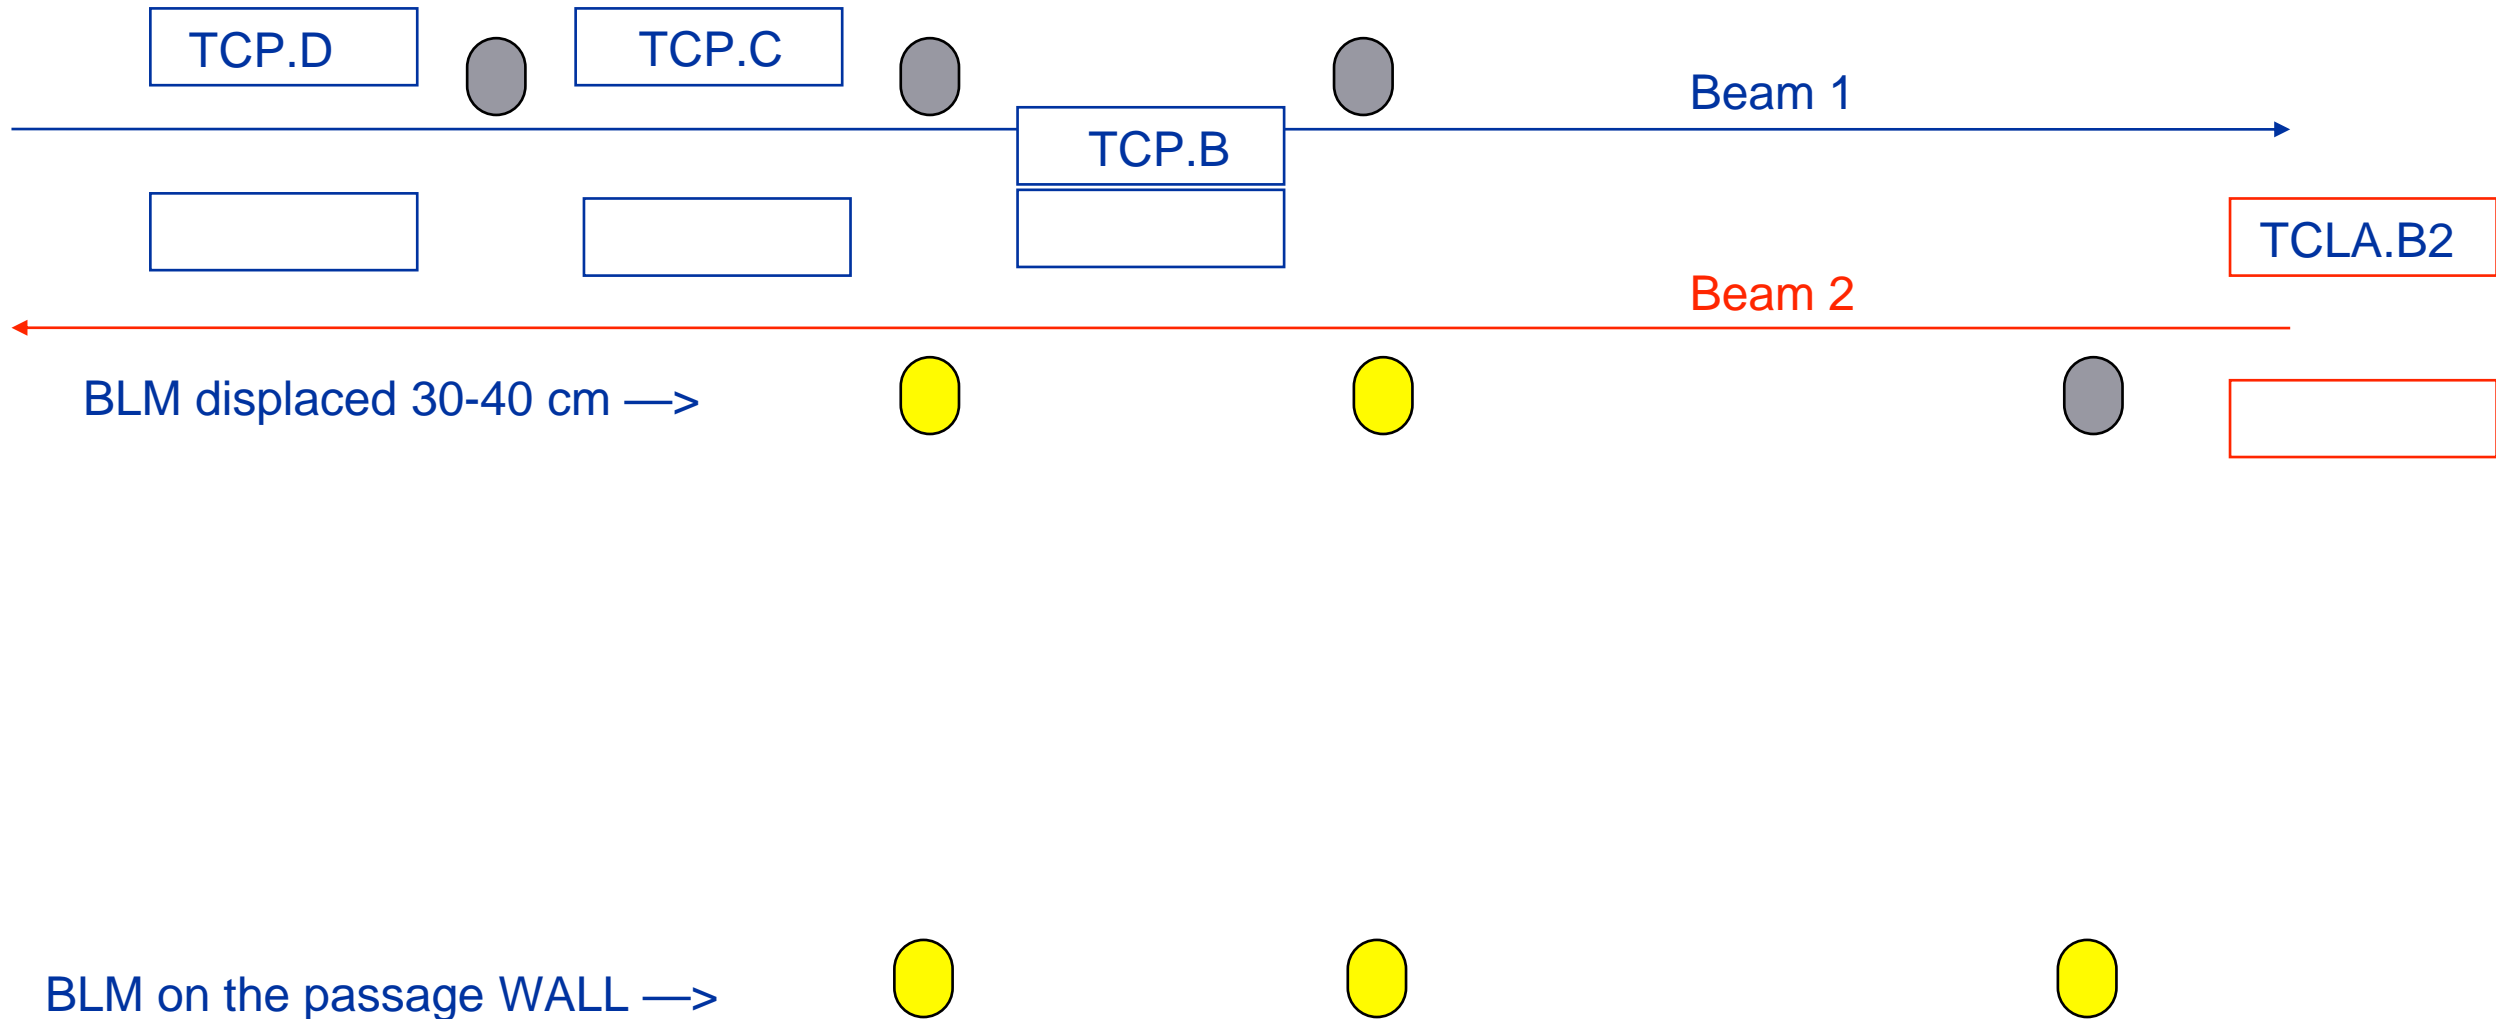 TCP.D
TCP.C
Beam 1
TCP.B
TCLA.B2
Beam 2
BLM displaced 30-40 cm —>
BLM on the passage WALL —>